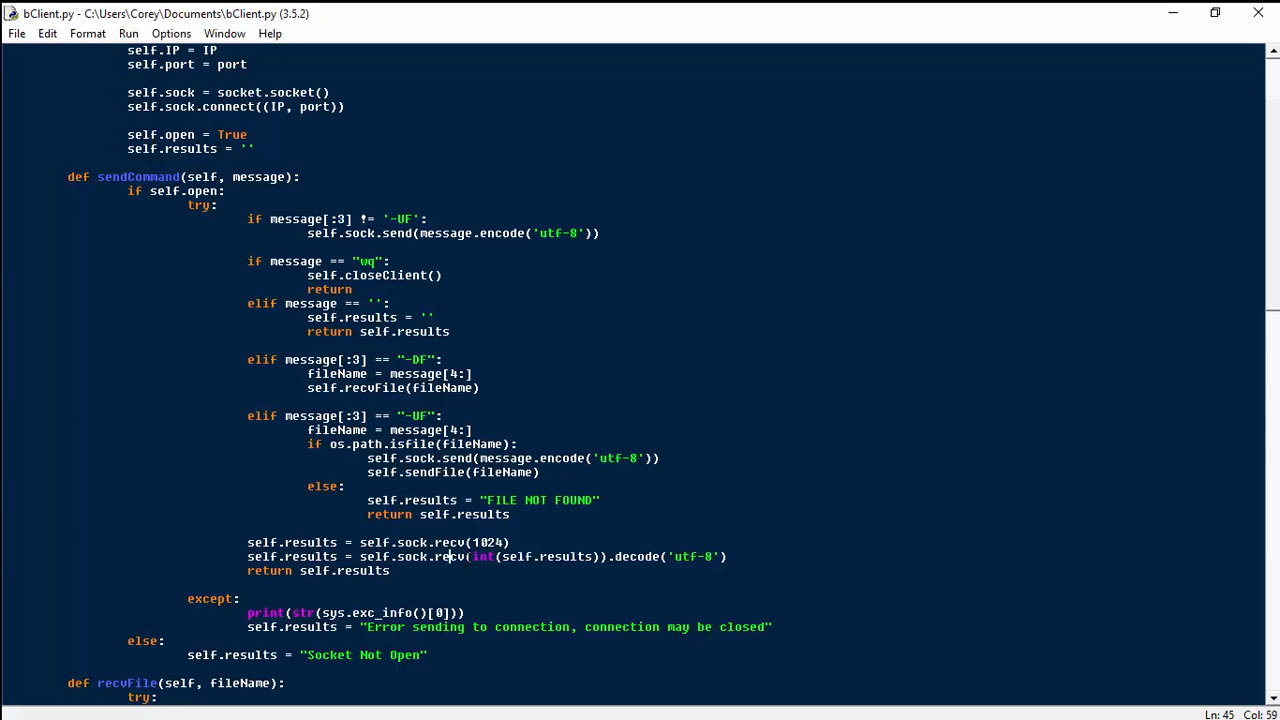 bClient.py - C:\Users\Corey\Documents\bClient.py (3.5.2)
File Edit Format Run Options Window Help
self.IP = IP
self.port = port
self.sock = socket.socket()
self.sock.connect((IP, port))
self.open = True
self.results = ''
def sendCommand(self, message):
if self.open:
try:
if message[:3] != '-UF':
self.sock.send(message.encode('utf-8'))
if message == "wq":
self.closeClient()
return
elif message == '':
self.results = ''
return self.results
elif message[:3] == "-DF":
fileName = message[4:]
self.recvFile(fileName)
elif message[:3] == "-UF":
fileName = message[4:]
if os.path.isfile(fileName):
self.sock.send(message.encode('utf-8'))
self.sendFile(fileName)
else:
self.results = "FILE NOT FOUND"
return self.results
self.results = self.sock.recv(1024)
self.results = self.sock.recv(int(self.results)).decode('utf-8')
return self.results
except:
print(str(sys.exc_info()[0]))
self.results = "Error sending to connection, connection may be closed"
else:
self.results = "Socket Not Open"
def recvFile(self, fileName):
try:
Ln: 45 Col: 59